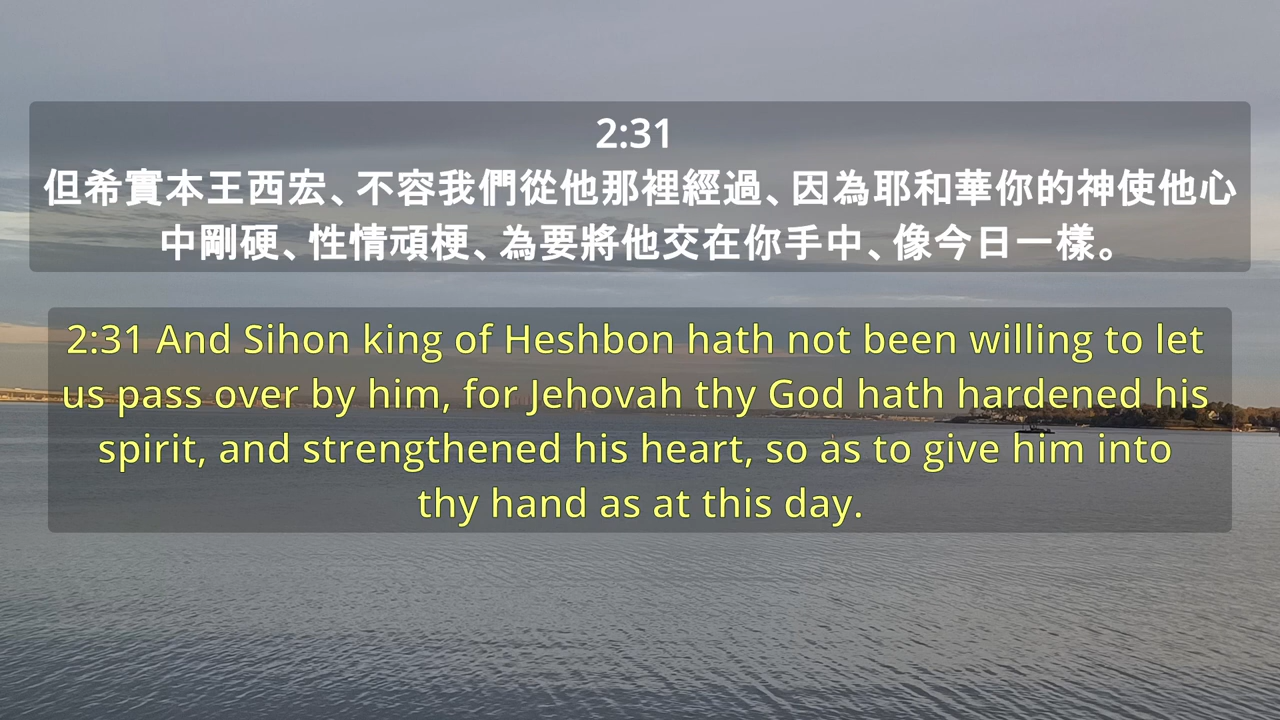 2:31
但希實本王西宏、不容我們從他那裡經過、因為耶和華你的神使他心
中剛硬、性情頑梗、為要將他交在你手中、像今日一樣。
2:31 And Sihon king of Heshbon hath not been willing to let
us pass over by him, for Jehovah thy God hath hardened his
spirit, and strengthened his heart, so as to give him into
thy hand as at this day.